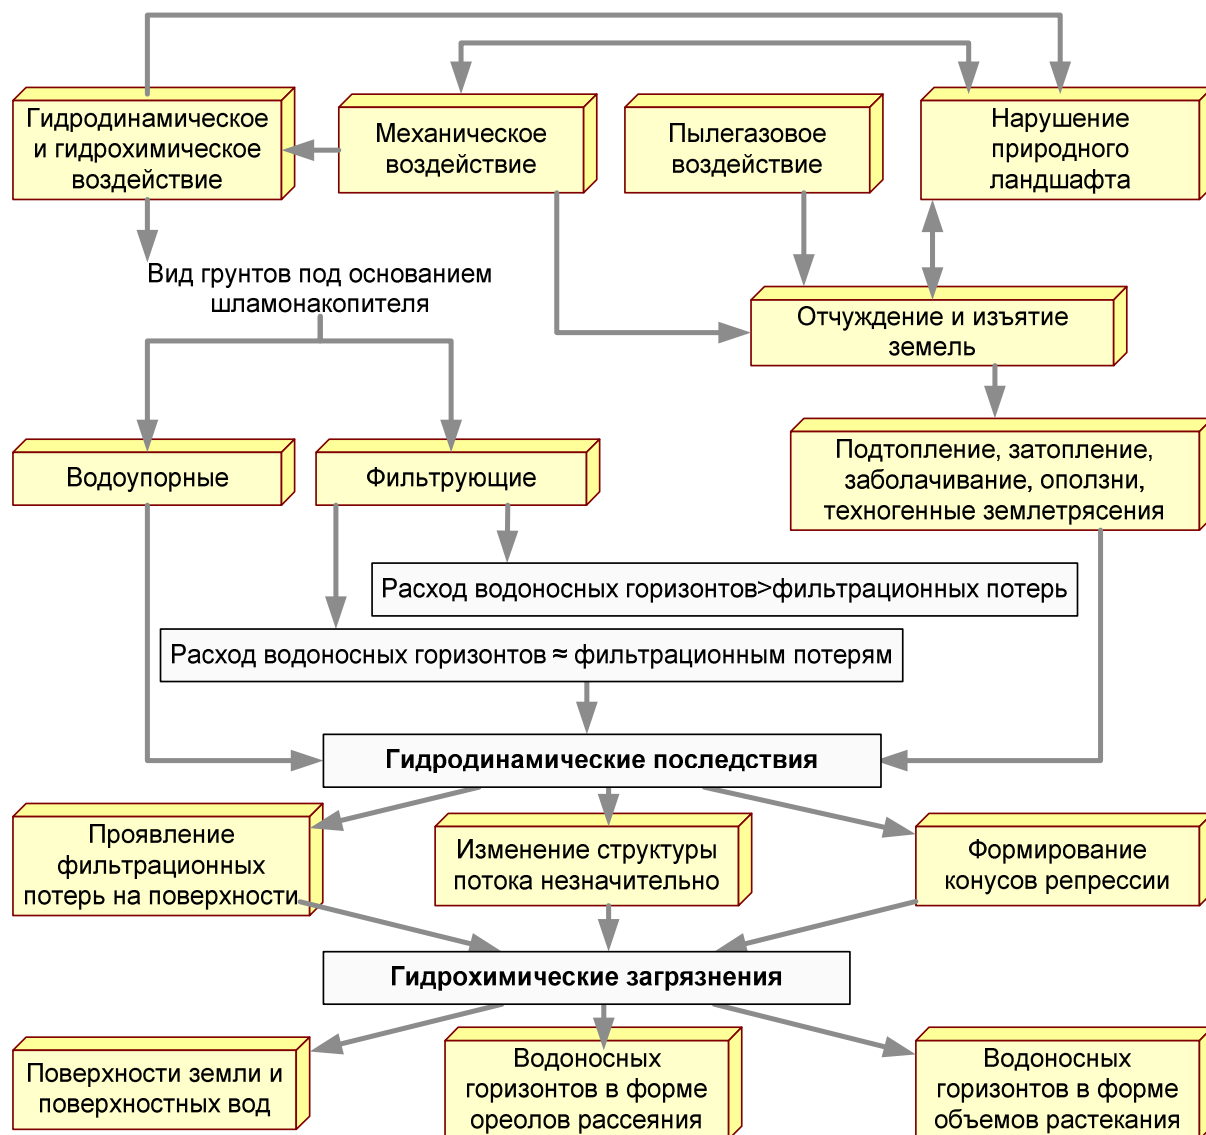 Гидродинамическое
и гидрохимическое
воздействие
Механическое
воздействие
Пылегазовое
воздействие
Нарушение
природного
ландшафта
Вид грунтов под основанием
шламонакопителя
Отчуждение и изъятие
земель
Водоупорные
Фильтрующие
Подтопление, затопление,
заболачивание, оползни,
техногенные землетрясения
Расход водоносных горизонтов>фильтрационных потерь
Расход водоносных горизонтов ≈ фильтрационным потерям
Гидродинамические последствия
Проявление
фильтрационных
потерь на поверхности
Изменение структуры
потока незначительно
Формирование
конусов репрессии
Гидрохимические загрязнения
Поверхности земли и
поверхностных вод
Водоносных
горизонтов в форме
ореолов рассеяния
Водоносных
горизонтов в форме
объемов растекания